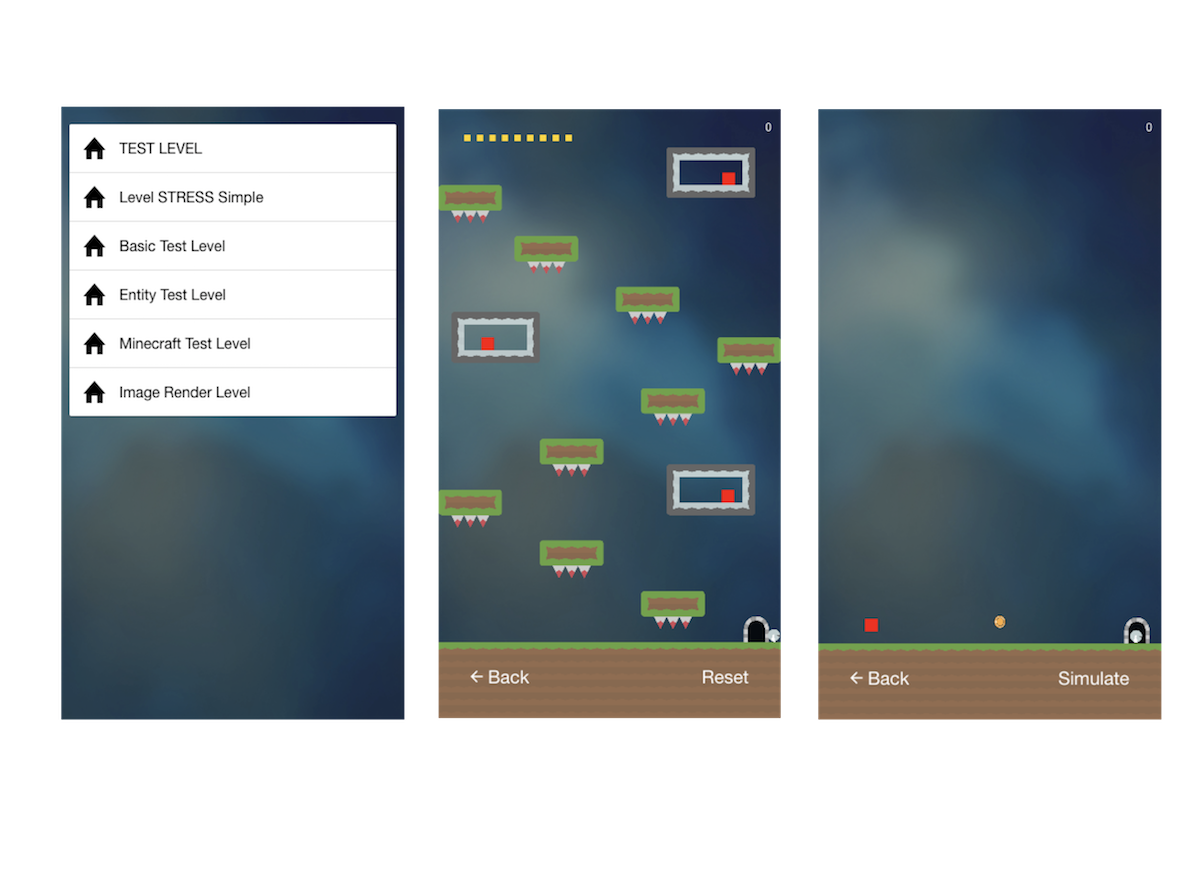 TEST LEVEL
Level STRESS Simple
Basic Test Level
Entity Test Level
Minecraft Test Level
Image Render Level
0
← Back Reset
0
← Back Simulate